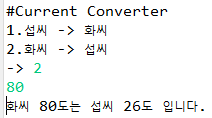 #Current Converter
1.섭씨 -> 화씨
2.화씨 -> 섭씨
-> 2
80
화씨 80도는 섭씨 26도 입니다.